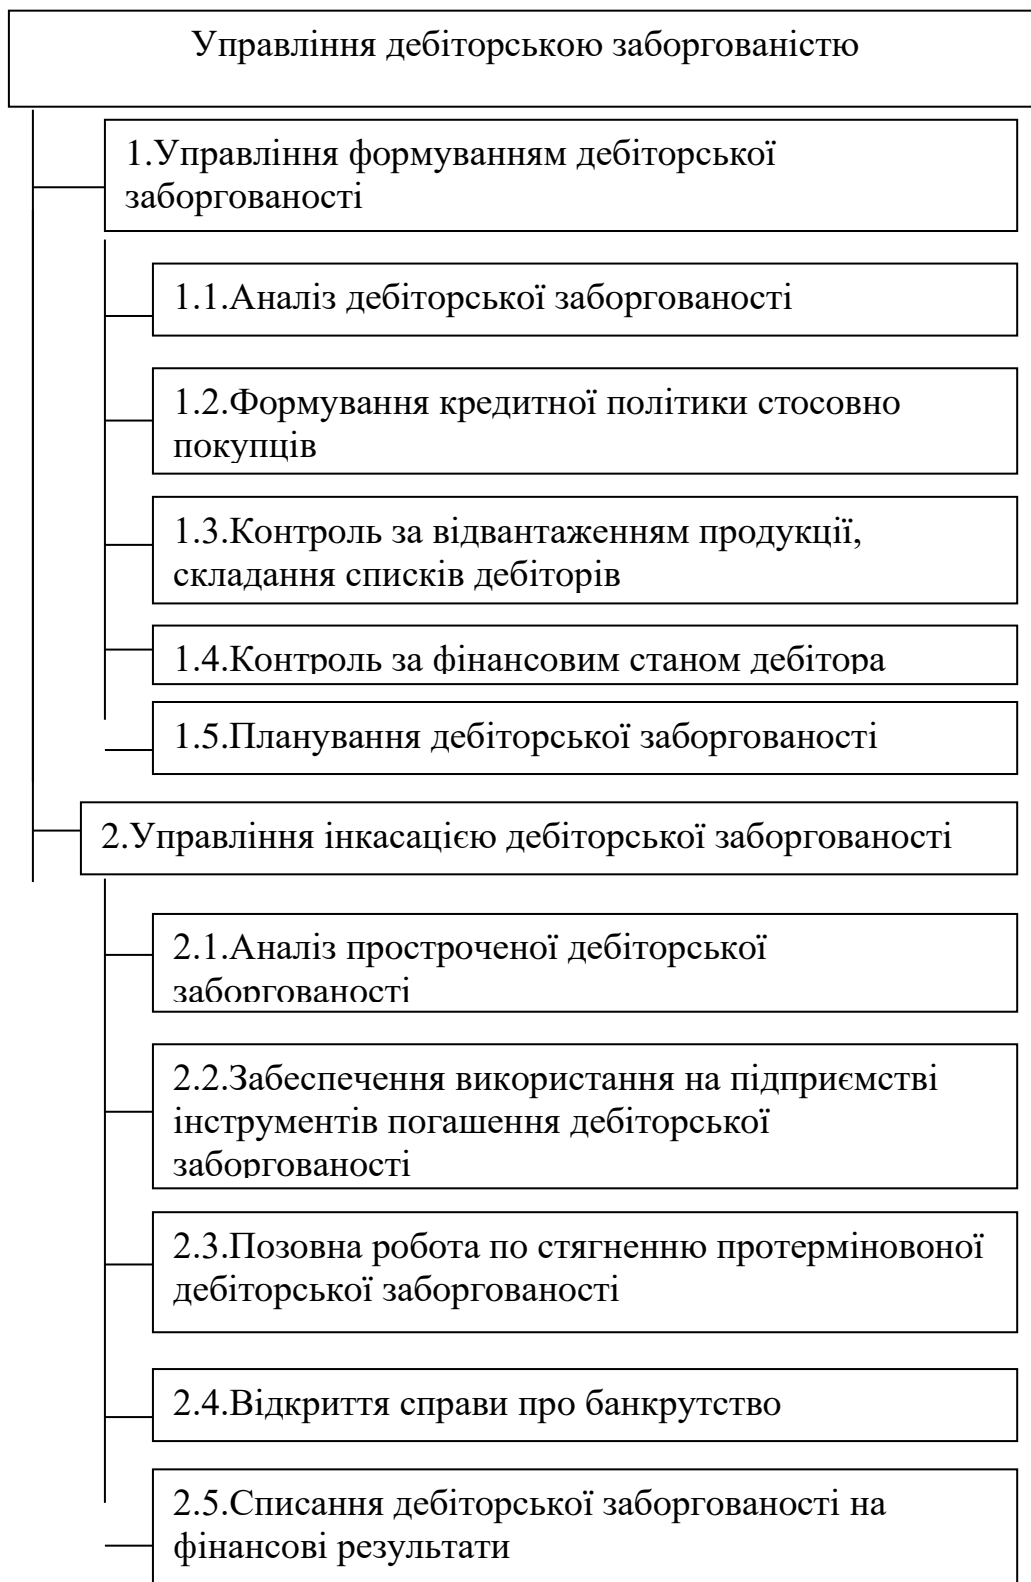 Управління дебіторською заборгованістю
1.Управління формуванням дебіторської
заборгованості
1.1.Аналіз дебіторської заборгованості
1.2.Формування кредитної політики стосовно
покупців
1.3.Контроль за відвантаженням продукції,
складання списків дебіторів
1.4.Контроль за фінансовим станом дебітора
1.5.Планування дебіторської заборгованості
2.Управління інкасацією дебіторської заборгованості
2.1.Аналіз простроченої дебіторської
заборгованості
2.2.Забеспечення використання на підприємстві
інструментів погашення дебіторської
заборгованості
2.3.Позовна робота по стягненню протерміновоної
дебіторської заборгованості
2.4.Відкриття справи про банкрутство
2.5.Списання дебіторської заборгованості на
фінансові результати